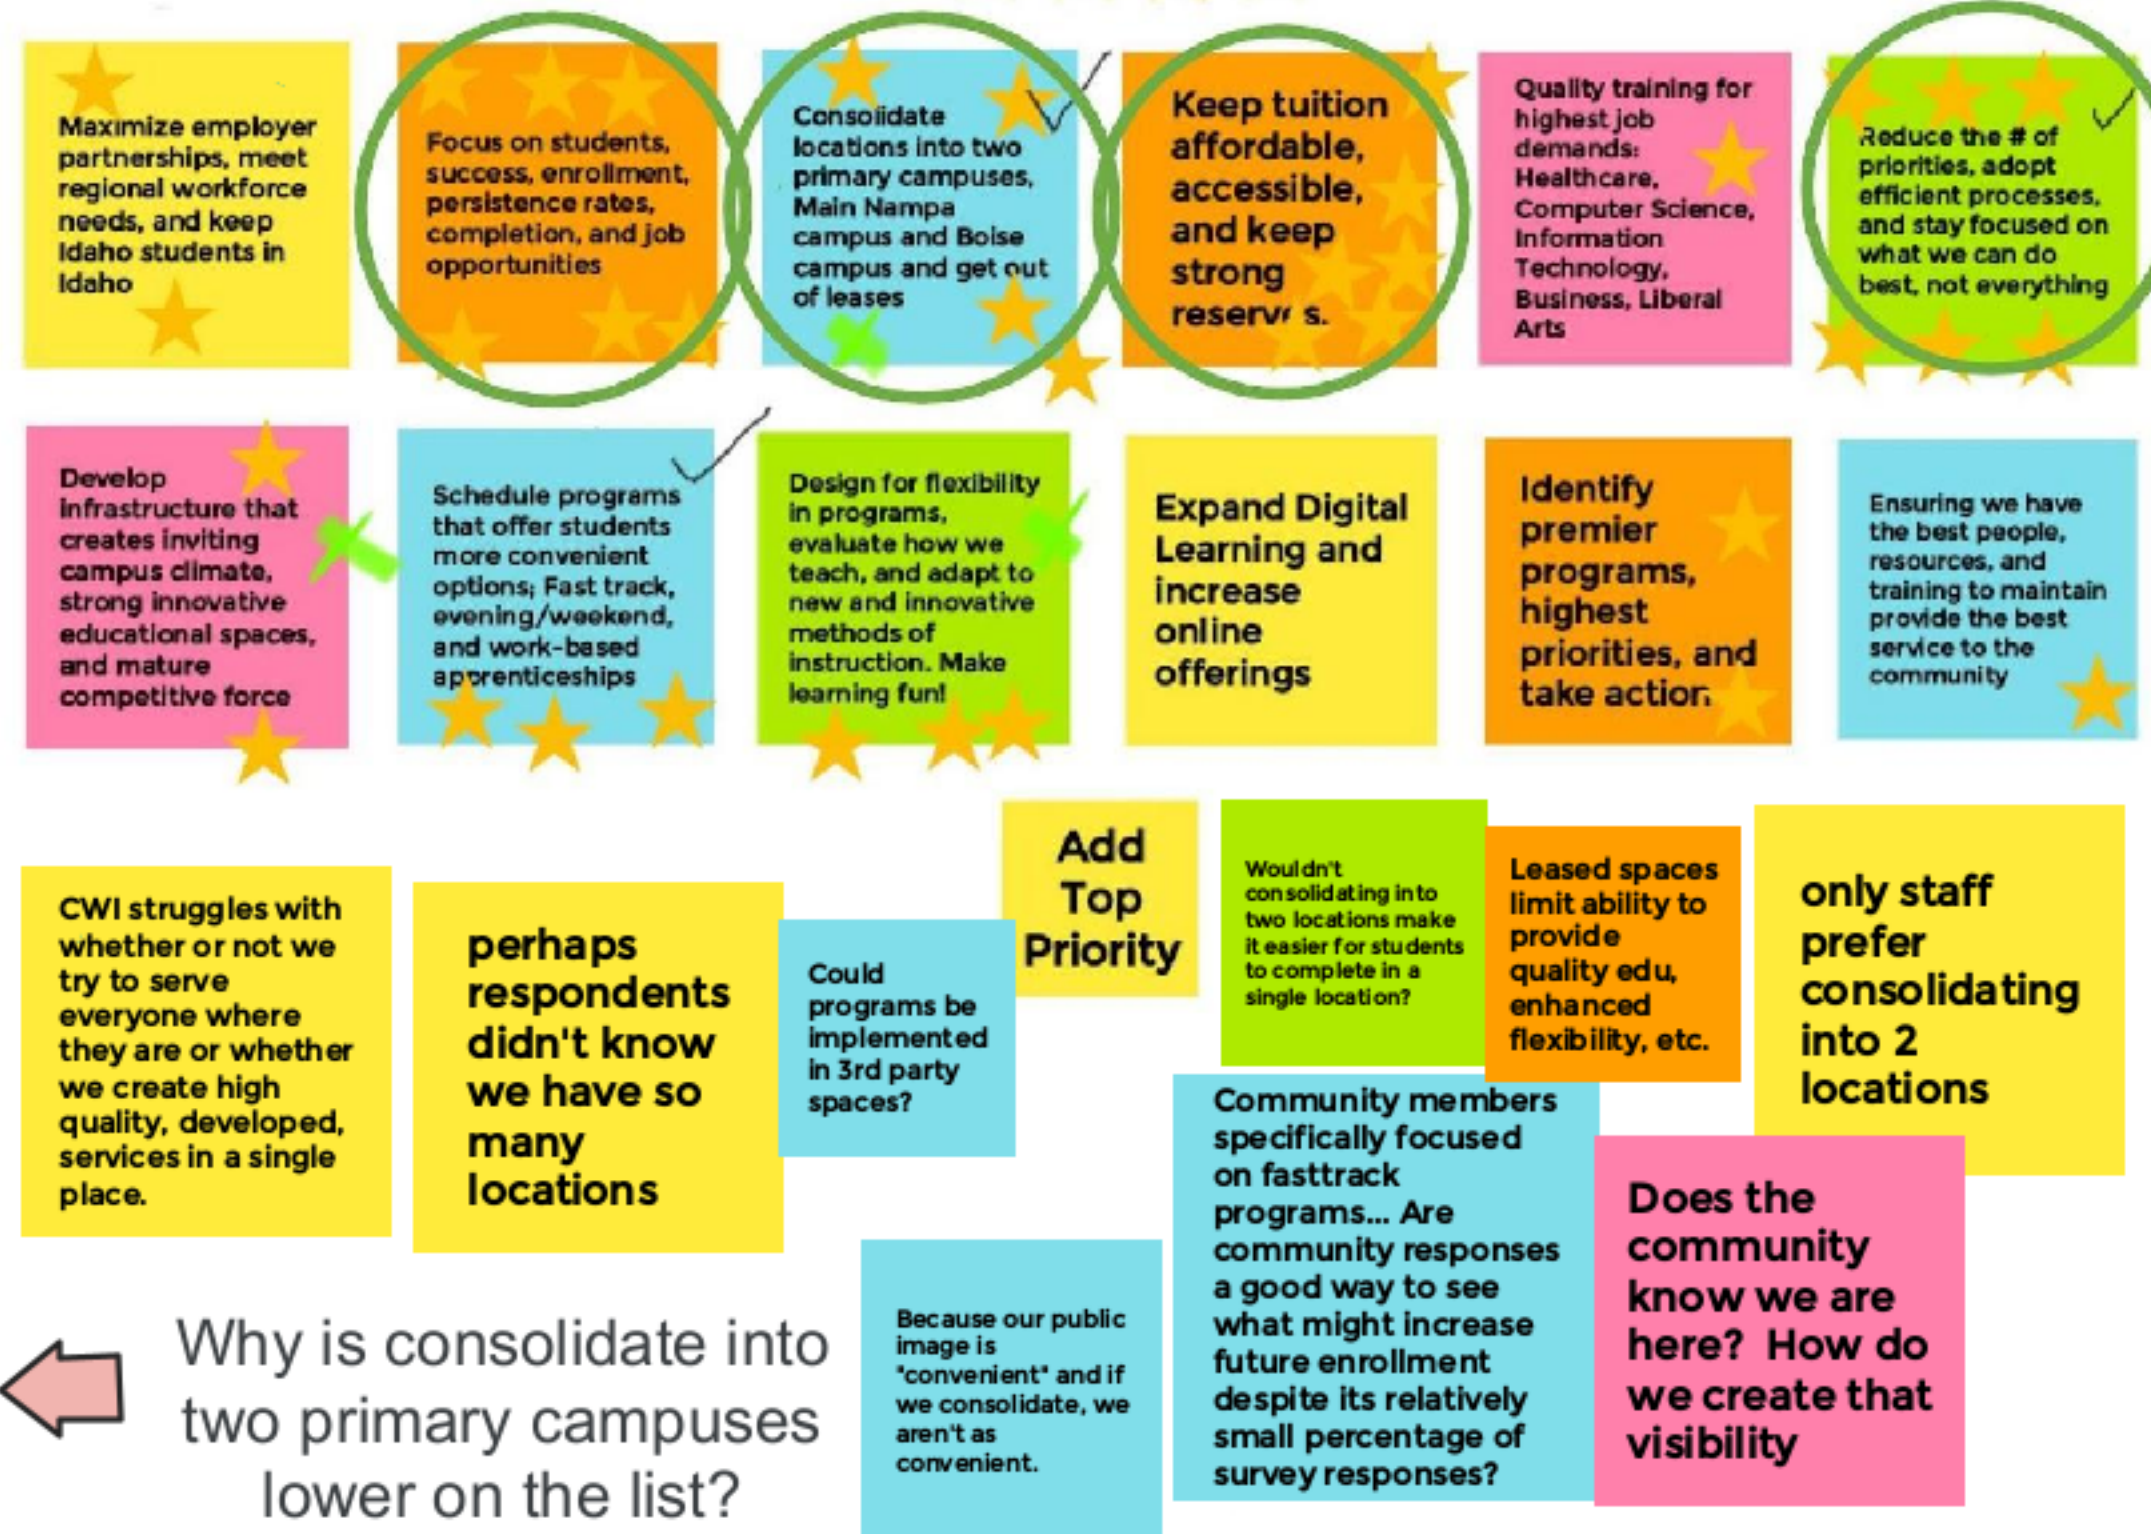 Maximize employer
partnerships, meet
regional workforce
needs, and keep
Idaho students in
Idaho
Focus on students,
success, enrollment,
persistence rates,
completion, and job
opportunities
Consolidate
locations into two
primary campuses,
Main Nampa
campus and Boise
campus and get out
of leases
Keep tuition
affordable,
accessible,
and keep
strong
reserves.
Quality training for
highest job
demands:
Healthcare,
Computer Science,
Information
Technology,
Business, Liberal
Arts
Reduce the # of
priorities, adopt
efficient processes,
and stay focused on
what we can do
best, not everything
Develop
infrastructure that
creates inviting
campus climate,
strong innovative
educational spaces,
and mature
competitive force
Schedule programs
that offer students
more convenient
options; Fast track,
evening/weekend,
and work-based
apprenticeships
Design for flexibility
in programs,
evaluate how we
teach, and adapt to
new and innovative
methods of
instruction. Make
learning fun!
Expand Digital
Learning and
increase
online
offerings
Identify
premier
programs,
highest
priorities, and
take action.
Ensuring we have
the best people,
resources, and
training to maintain
provide the best
service to the
community
CWI struggles with
whether or not we
try to serve
everyone where
they are or whether
we create high
quality, developed,
services in a single
place.
perhaps
respondents
didn't know
we have so
many
locations
Could
programs be
implemented
in 3rd party
spaces?
Add
Top
Priority
Wouldn't
consolidating into
two locations make
it easier for students
to complete in a
single location?
Leased spaces
limit ability to
provide
quality edu,
enhanced
flexibility, etc.
only staff
prefer
consolidating
into 2
locations
Community members
specifically focused
on fasttrack
programs... Are
community responses
a good way to see
what might increase
future enrollment
despite its relatively
small percentage of
survey responses?
Does the
community
know we are
here? How do
we create that
visibility
Because our public
image is
"convenient" and if
we consolidate, we
aren't as
convenient.
Why is consolidate into
two primary campuses
lower on the list?